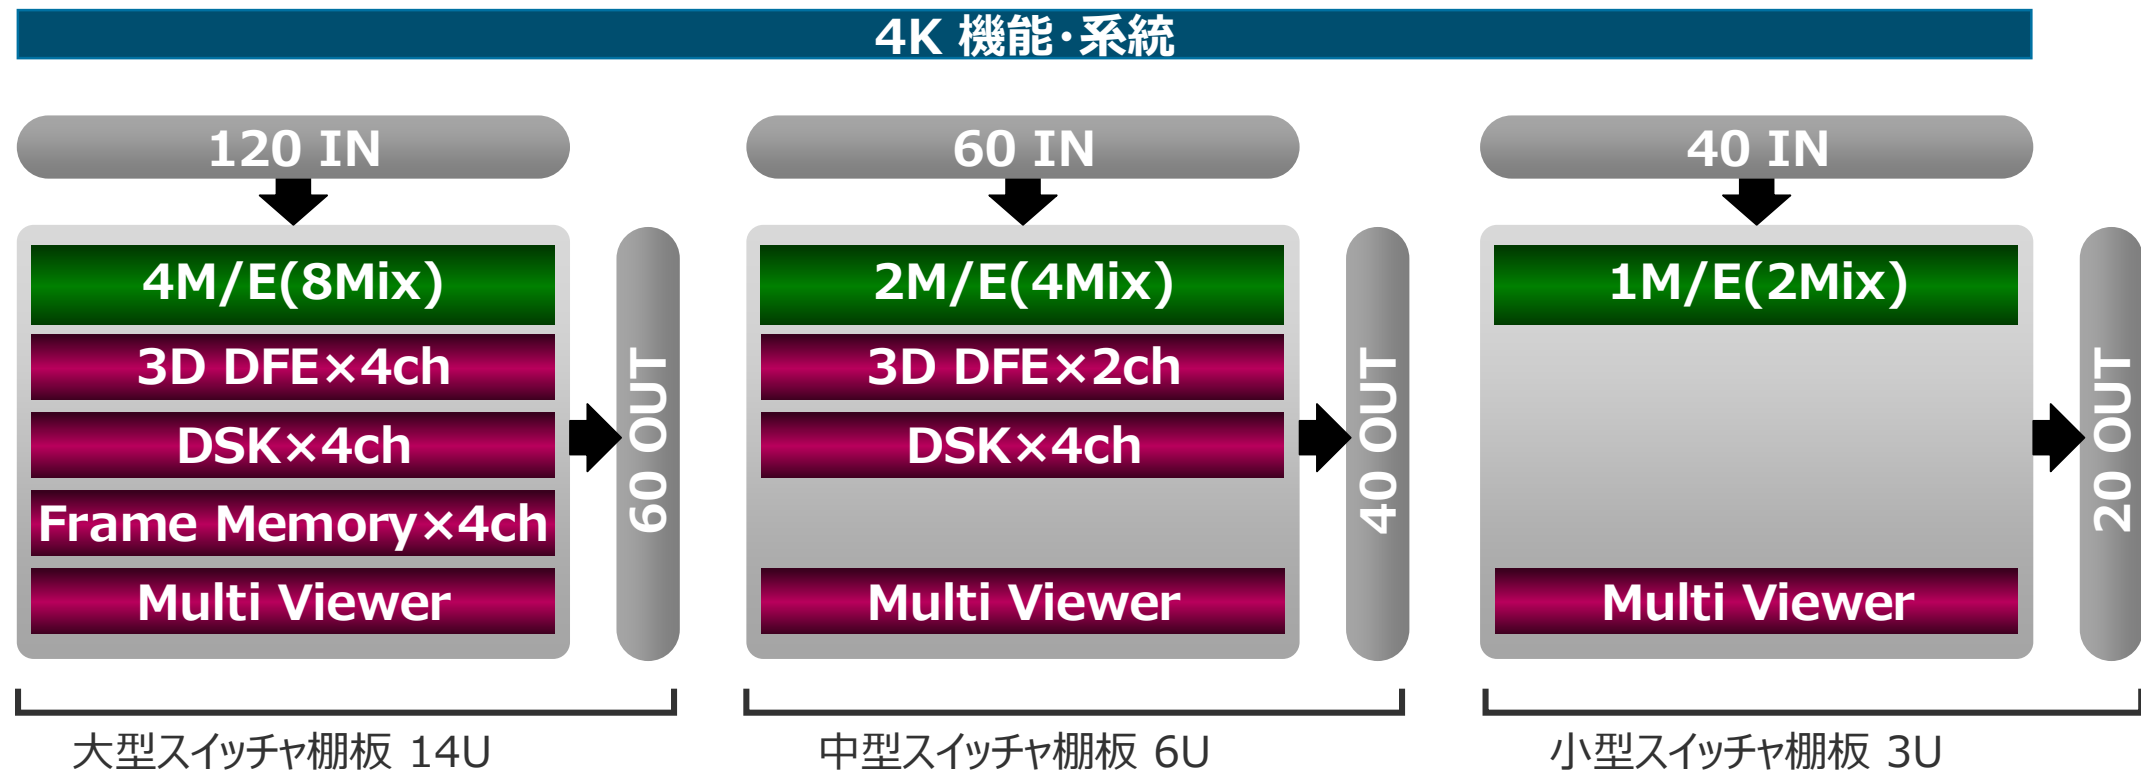 4K 機能・系統
120 IN
4M/E(8Mix)
3D DFE×4ch
DSK×4ch
Frame Memory×4ch
Multi Viewer
60 OUT
大型スイッチャ棚板 14U
60 IN
2M/E(4Mix)
3D DFE×2ch
DSK×4ch
Multi Viewer
40 OUT
中型スイッチャ棚板 6U
40 IN
1M/E(2Mix)
Multi Viewer
20 OUT
小型スイッチャ棚板 3U